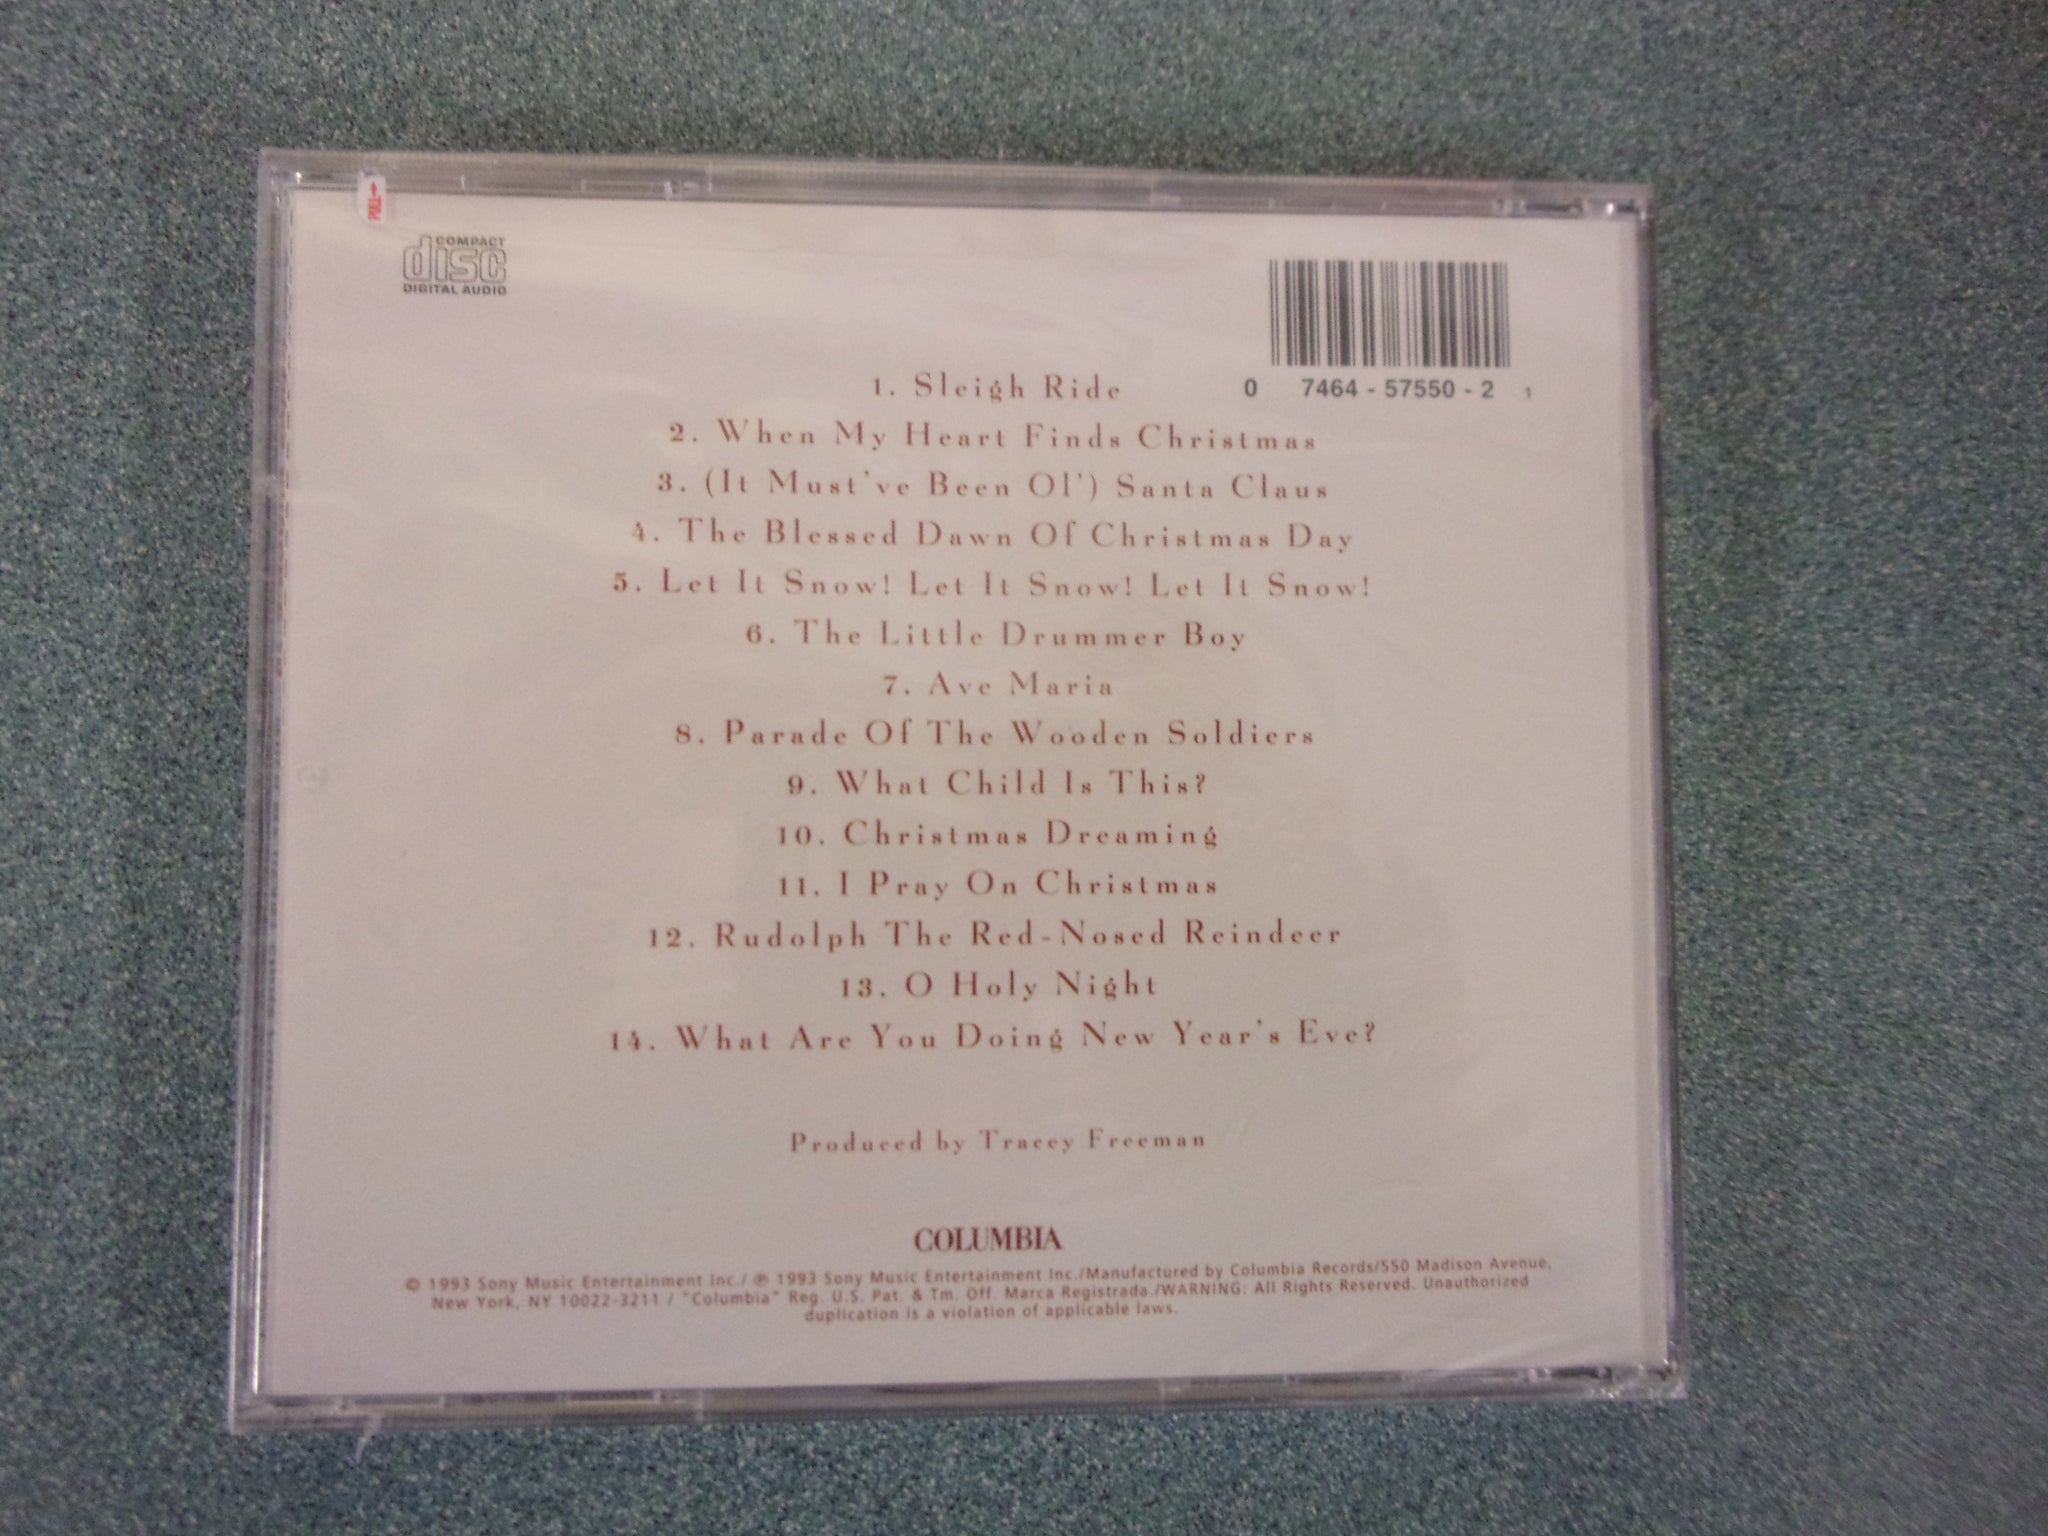 PULL
COMPACT
disc
DIGITAL AUDIO
0 7464 - 57550 - 2 1
1. Sleigh Ride
2. When My Heart Finds Christmas
3. (It Must've Been Ol') Santa Claus
4. The Blessed Dawn Of Christmas Day
5. Let It Snow! Let It Snow! Let It Snow!
6. The Little Drummer Boy
7. Ave Maria
8. Parade Of The Wooden Soldiers
9. What Child Is This?
10. Christmas Dreaming
11. I Pray On Christmas
12. Rudolph The Red-Nosed Reindeer
13. O Holy Night
14. What Are You Doing New Year's Eve?
Produced by Tracey Freeman
COLUMBIA
© 1993 Sony Music Entertainment Inc./ ℗ 1993 Sony Music Entertainment Inc./Manufactured by Columbia Records/550 Madison Avenue,
New York, NY 10022-3211 / "Columbia" Reg. U.S. Pat. & Tm. Off. Marca Registrada./WARNING: All Rights Reserved. Unauthorized
duplication is a violation of applicable laws.